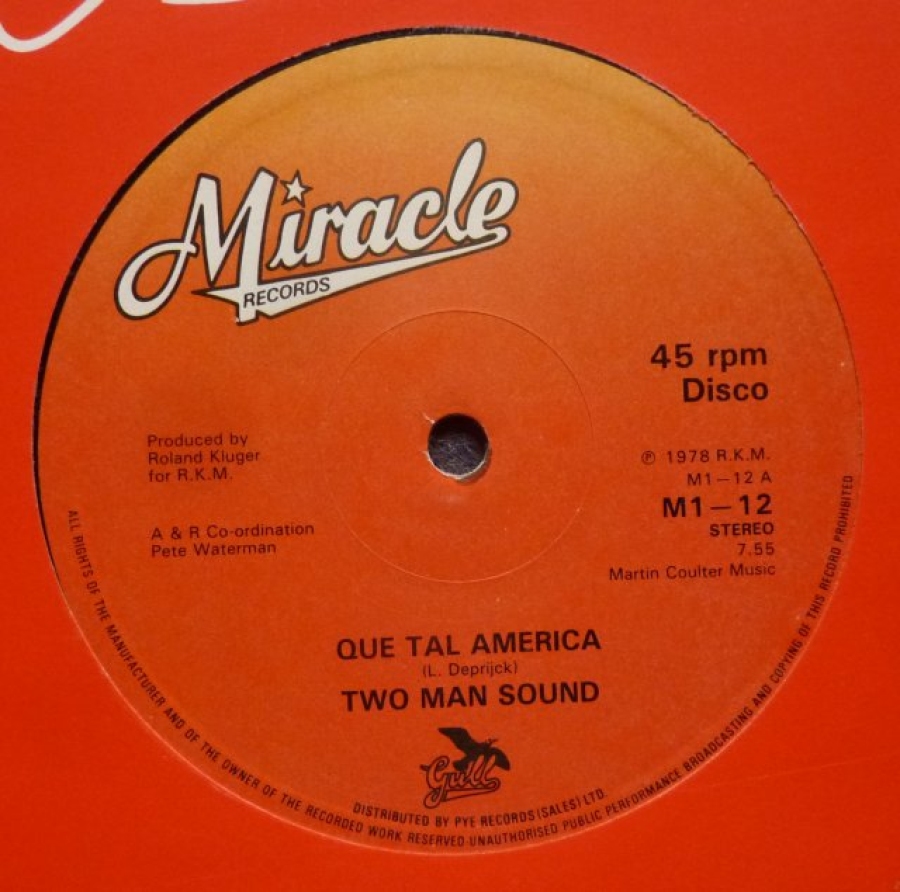 Miracle
RECORDS
45 rpm
Disco
Produced by
Roland Kluger
for R.K.M.
℗ 1978 R.K.M.
M1-12 A
M1-12
STEREO
7.55
Martin Coulter Music
A & R Co-ordination
Pete Waterman
QUE TAL AMERICA
(L. Deprijck)
TWO MAN SOUND
Gull
DISTRIBUTED BY PYE RECORDS (SALES) LTD.
ALL RIGHTS OF THE MANUFACTURER AND OF THE OWNER OF THE RECORDED WORK RESERVED·UNAUTHORISED PUBLIC PERFORMANCE BROADCASTING AND COPYING OF THIS RECORD PROHIBITED